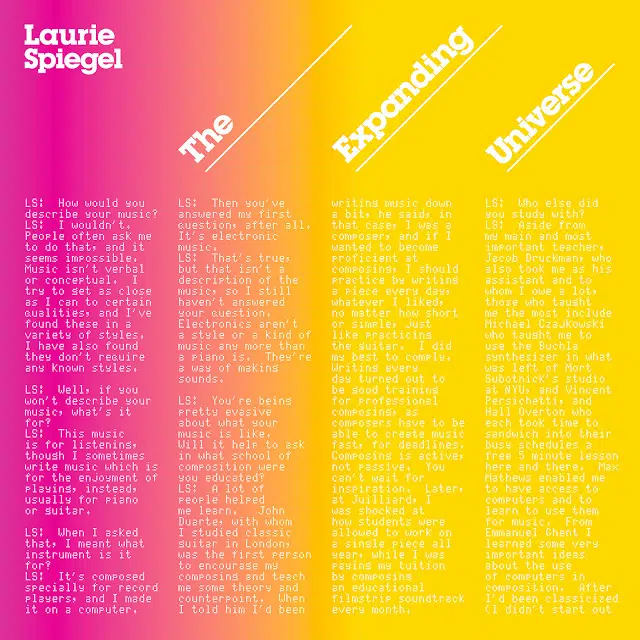 Laurie
Spiegel
The
Expanding
Universe
LS: How would you
describe your music?
LS: I wouldn't.
People often ask me
to do that, and it
seems impossible.
Music isn't verbal
or conceptual. I
try to get as close
as I can to certain
qualities, and I've
found these in a
variety of styles.
I have also found
they don't require
any known styles.
LS: Well, if you
won't describe your
music, what's it
for?
LS: This music
is for listening,
though I sometimes
write music which is
for the enjoyment of
playing, instead,
usually for piano
or guitar.
LS: When I asked
that, I meant what
instrument is it
for?
LS: It's composed
specially for record
players, and I made
it on a computer.
LS: Then you've
answered my first
question, after all.
It's electronic
music.
LS: That's true,
but that isn't a
description of the
music, so I still
haven't answered
your question.
Electronics aren't
a style or a kind of
music any more than
a piano is. They're
a way of making
sounds.
LS: You're being
pretty evasive
about what your
music is like.
Will it help to ask
in what school of
composition were
you educated?
LS: A lot of
people helped
me learn. John
Duarte, with whom
I studied classic
guitar in London,
was the first person
to encourage my
composing and teach
me some theory and
counterpoint. When
I told him I'd been
writing music down
a bit, he said, in
that case, I was a
composer, and if I
wanted to become
proficient at
composing, I should
practice by writing
a piece every day,
whatever I liked,
no matter how short
or simple, just
like practicing
the guitar. I did
my best to comply.
Writing every
day turned out to
be good training
for professional
composing, as
composers have to be
able to create music
fast, for deadlines.
Composing is active,
not passive. You
can't wait for
inspiration. Later,
at Juilliard, I
was shocked at
how students were
allowed to work on
a single piece all
year, while I was
paying my tuition
by composing
an educational
filmstrip soundtrack
every month.
LS: Who else did
you study with?
LS: Aside from
my main and most
important teacher,
Jacob Druckman, who
also took me as his
assistant and to
whom I owe a lot,
those who taught
me the most include
Michael Czajkowski
who taught me to
use the Buchla
synthesizer in what
was left of Mort
Subotnick's studio
at NYU, and Vincent
Persichetti, and
Hall Overton who
each took time to
sandwich into their
busy schedules a
free 5 minute lesson
here and there. Max
Mathews enabled me
to have access to
computers and to
learn to use them
for music. From
Emmanuel Ghent I
learned some very
important ideas
about the use
of computers in
composition. After
I'd been classicized
(I didn't start out